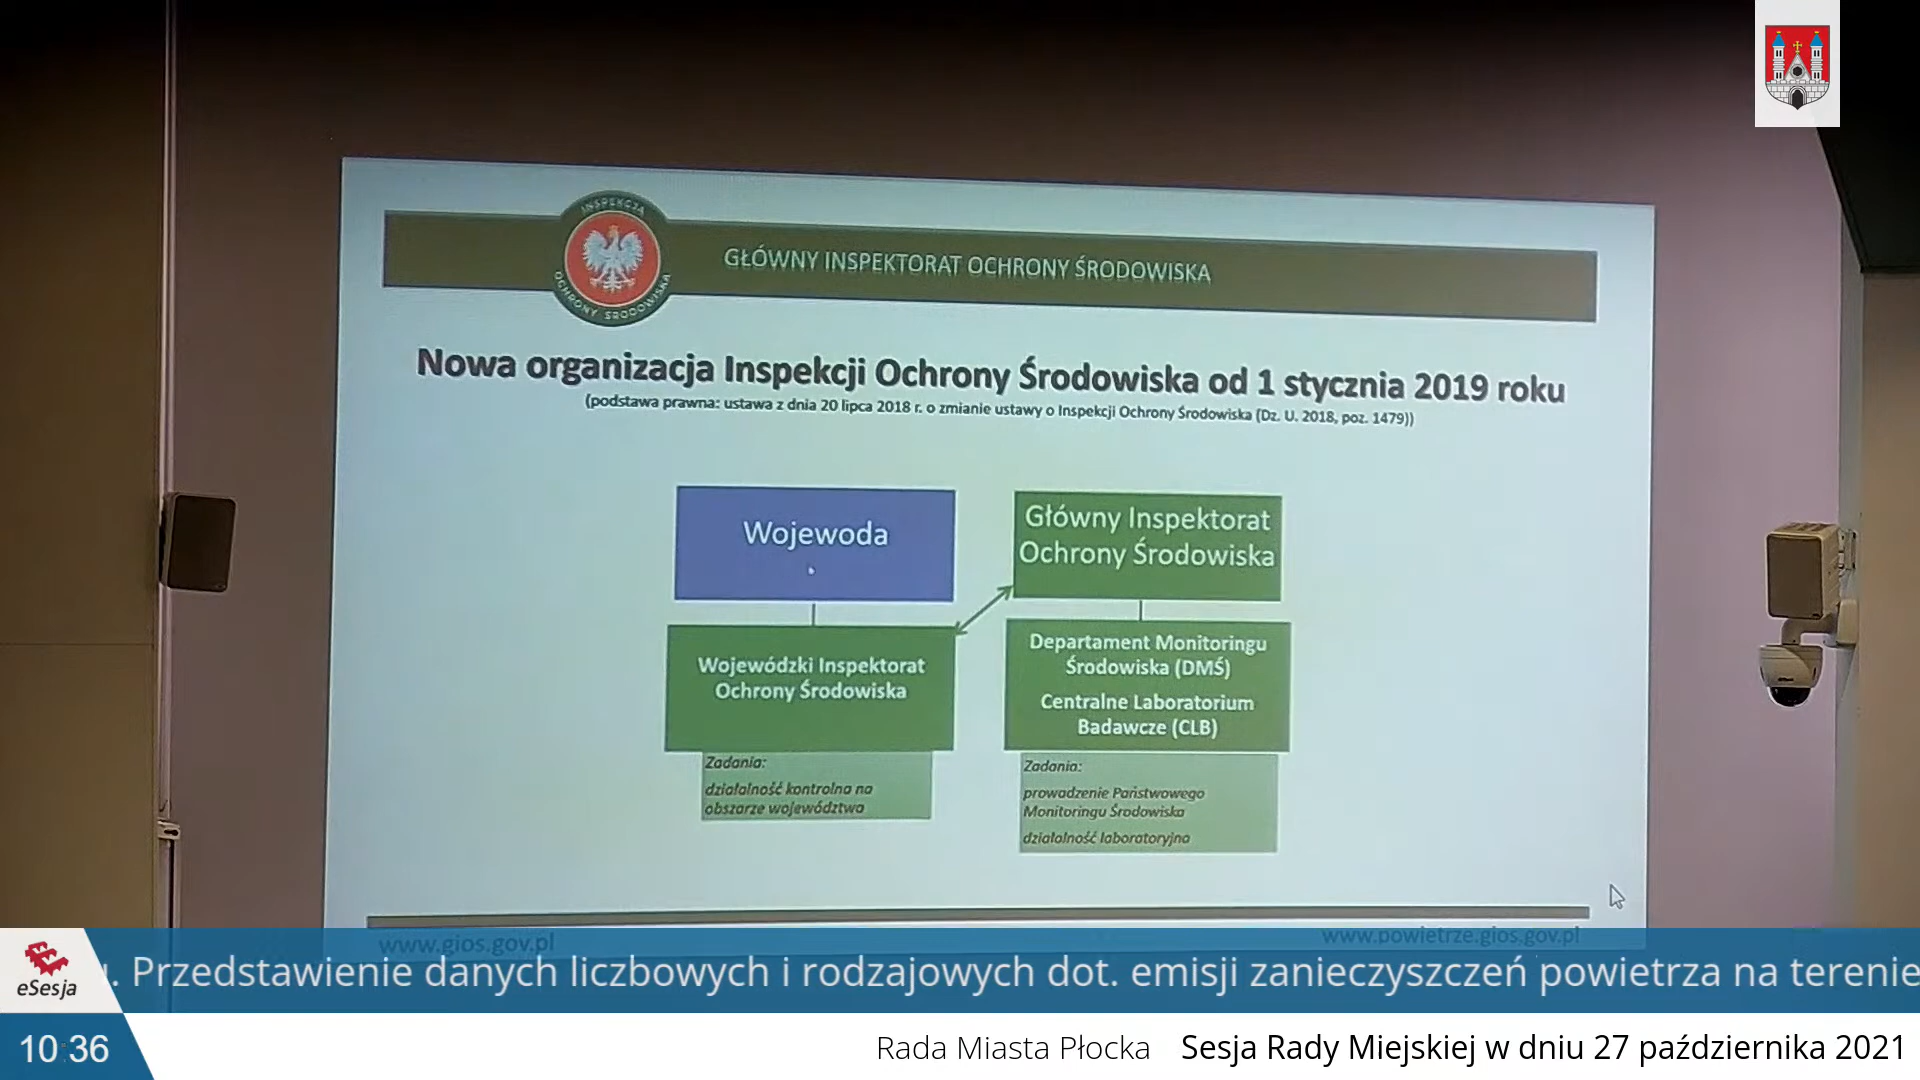 INSPEKCJA
OCHRONY ŚRODOWISKA
GŁÓWNY INSPEKTORAT OCHRONY ŚRODOWISKA
Nowa organizacja Inspekcji Ochrony Środowiska od 1 stycznia 2019 roku
(podstawa prawna: ustawa z dnia 20 lipca 2018 r. o zmianie ustawy o Inspekcji Ochrony Środowiska (Dz. U. 2018, poz. 1479))
Wojewoda
Główny Inspektorat
Ochrony Środowiska
Wojewódzki Inspektorat
Ochrony Środowiska
Departament Monitoringu
Środowiska (DMŚ)
Centralne Laboratorium
Badawcze (CLB)
Zadania:
działalność kontrolna na
obszarze województwa
Zadania:
prowadzenie Państwowego
Monitoringu Środowiska
działalność laboratoryjna
www.gios.gov.pl
www.powietrze.gios.gov.pl
eSesja
. Przedstawienie danych liczbowych i rodzajowych dot. emisji zanieczyszczeń powietrza na terenie
10:36
Rada Miasta Płocka Sesja Rady Miejskiej w dniu 27 października 2021